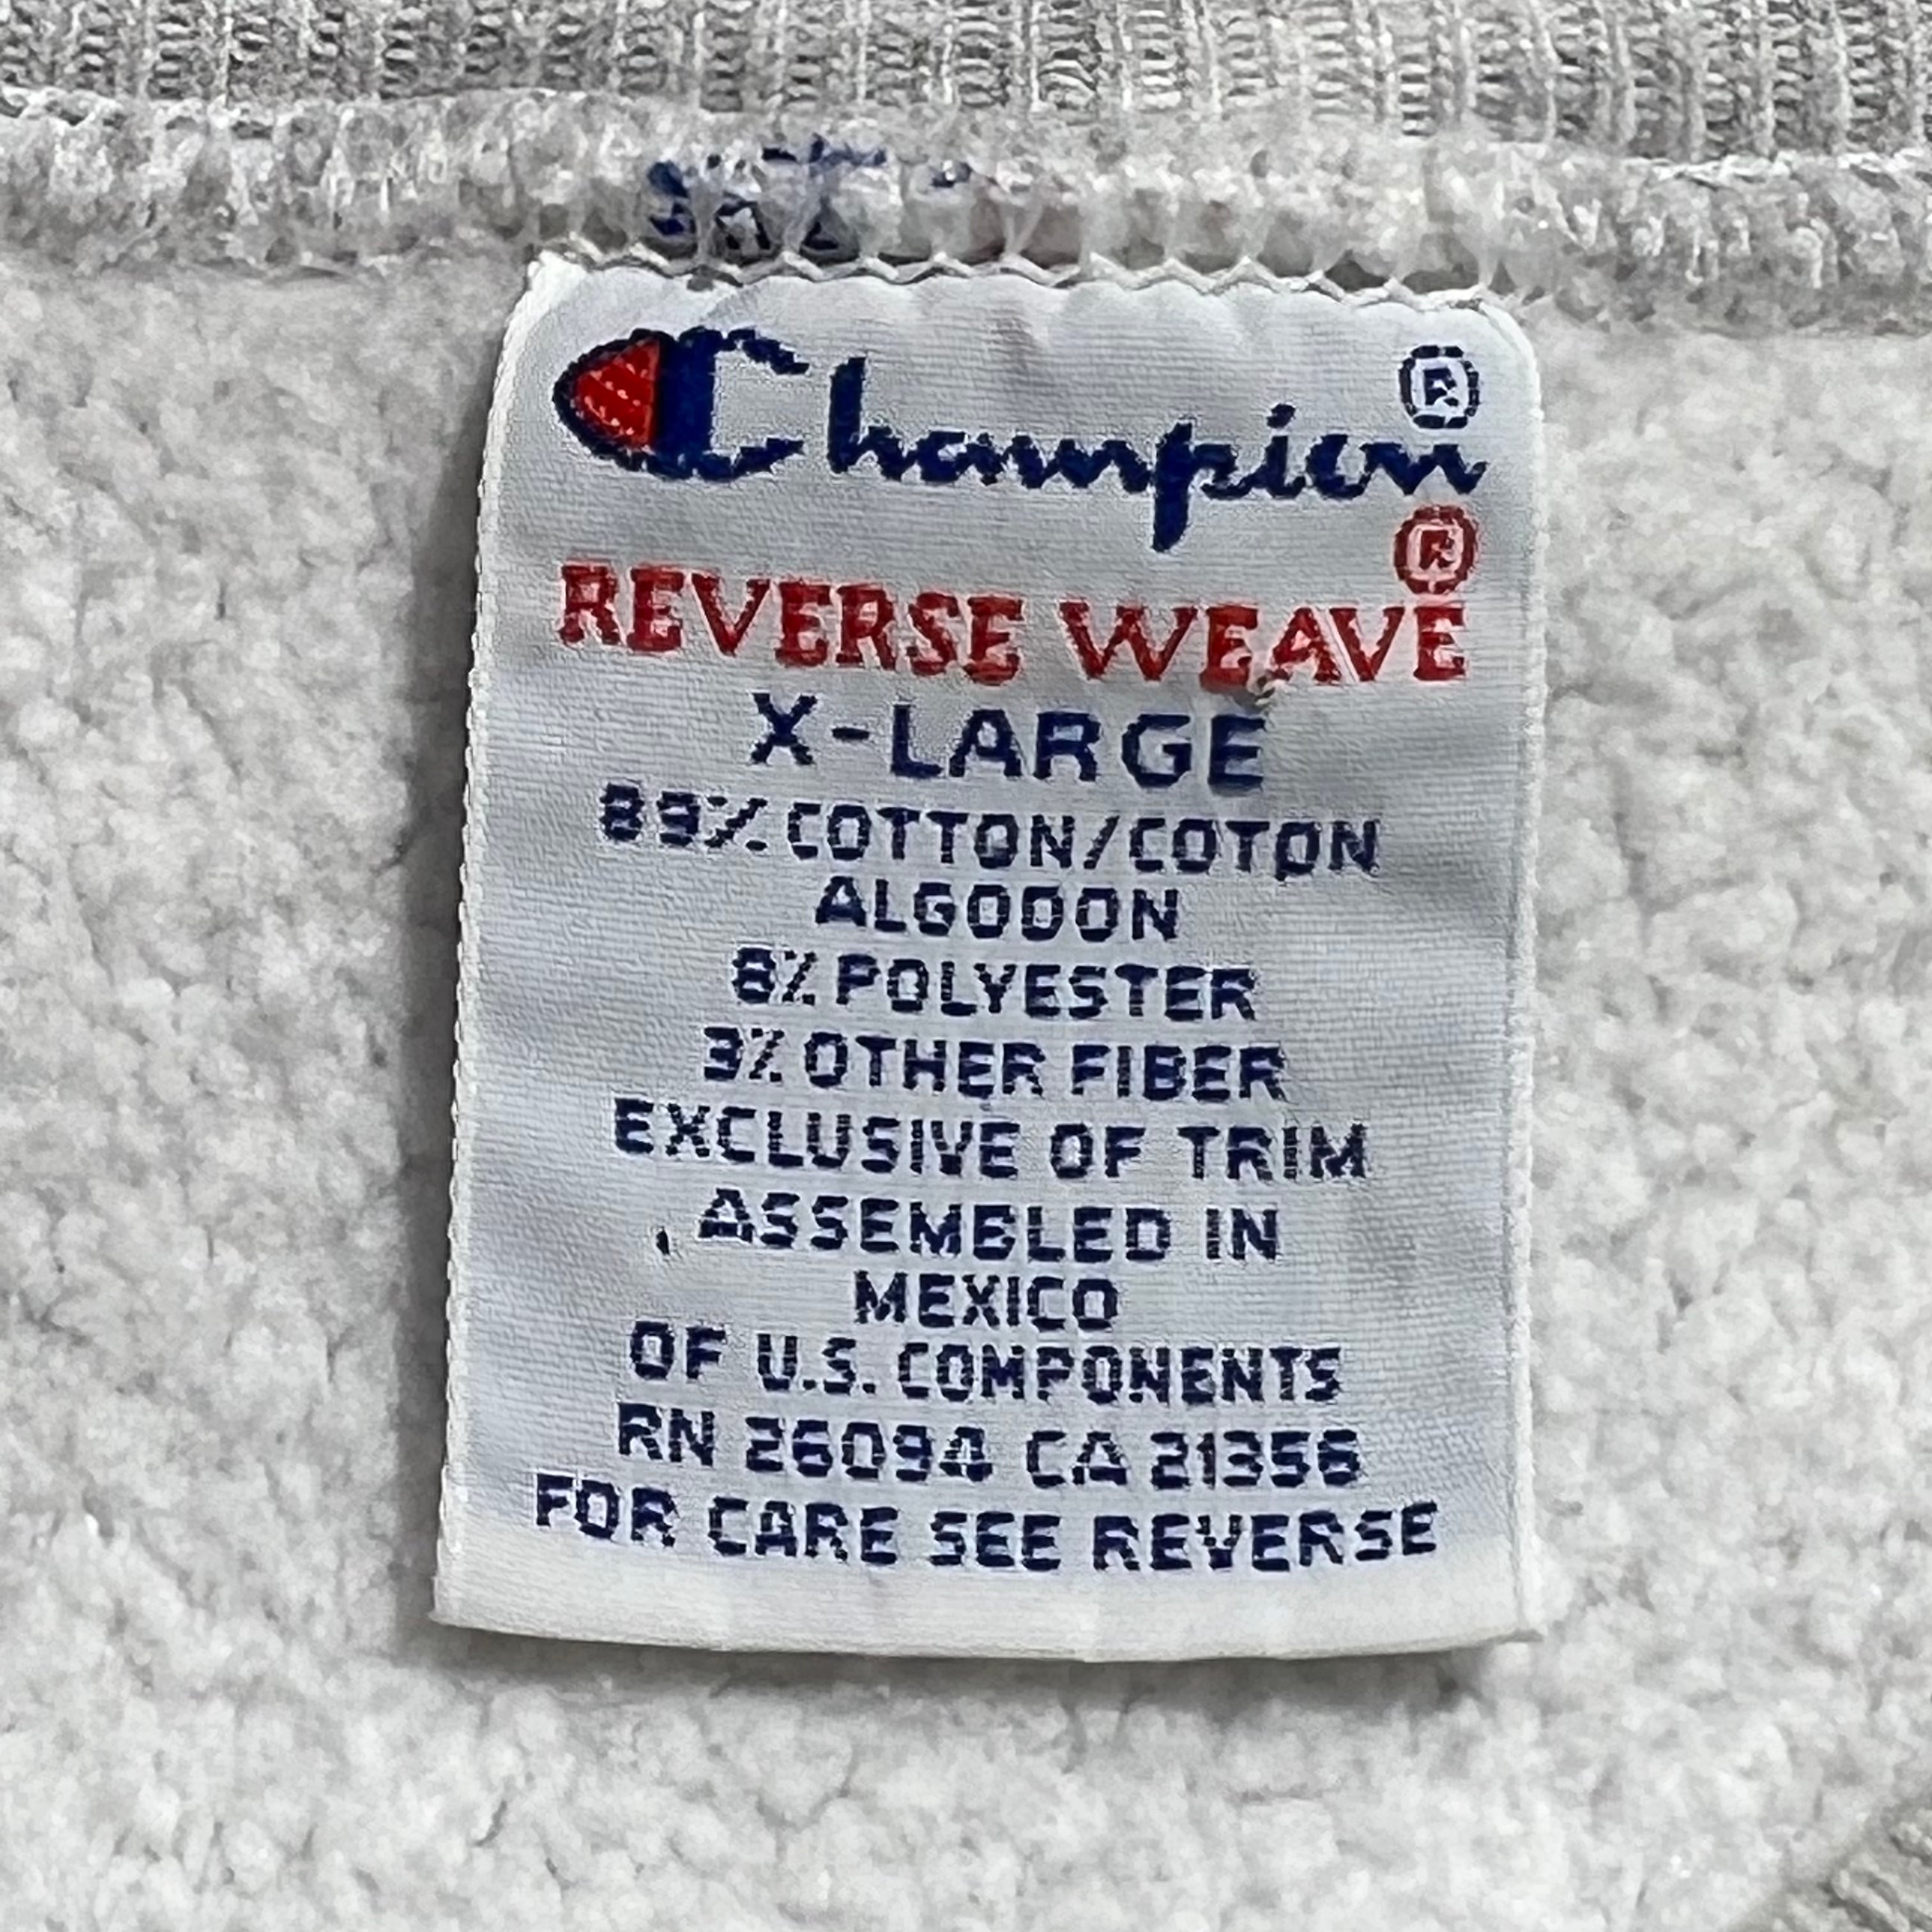 Champion®
REVERSE WEAVE®
X-LARGE
89% COTTON/COTON
ALGODON
8% POLYESTER
3% OTHER FIBER
EXCLUSIVE OF TRIM
ASSEMBLED IN
MEXICO
OF U.S. COMPONENTS
RN 26094 CA 21356
FOR CARE SEE REVERSE